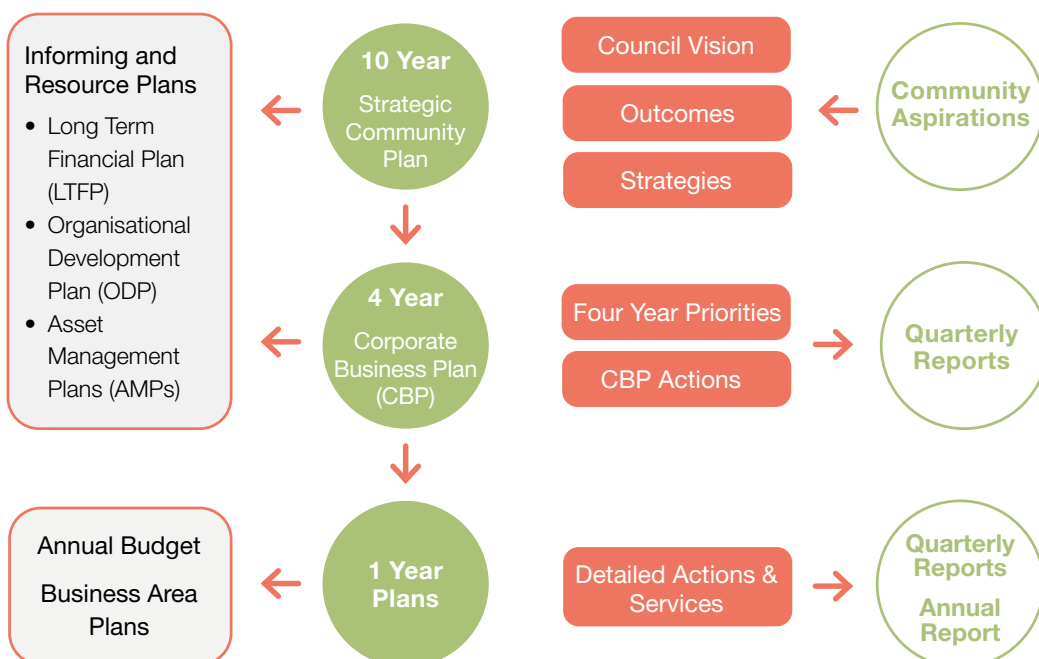 Informing and
Resource Plans
• Long Term
Financial Plan
(LTFP)
• Organisational
Development
Plan (ODP)
• Asset
Management
Plans (AMPs)
10 Year
Strategic
Community
Plan
Council Vision
Outcomes
Strategies
Community
Aspirations
4 Year
Corporate
Business Plan
(CBP)
Four Year Priorities
CBP Actions
Quarterly
Reports
Annual Budget
Business Area
Plans
1 Year
Plans
Detailed Actions &
Services
Quarterly
Reports
Annual
Report